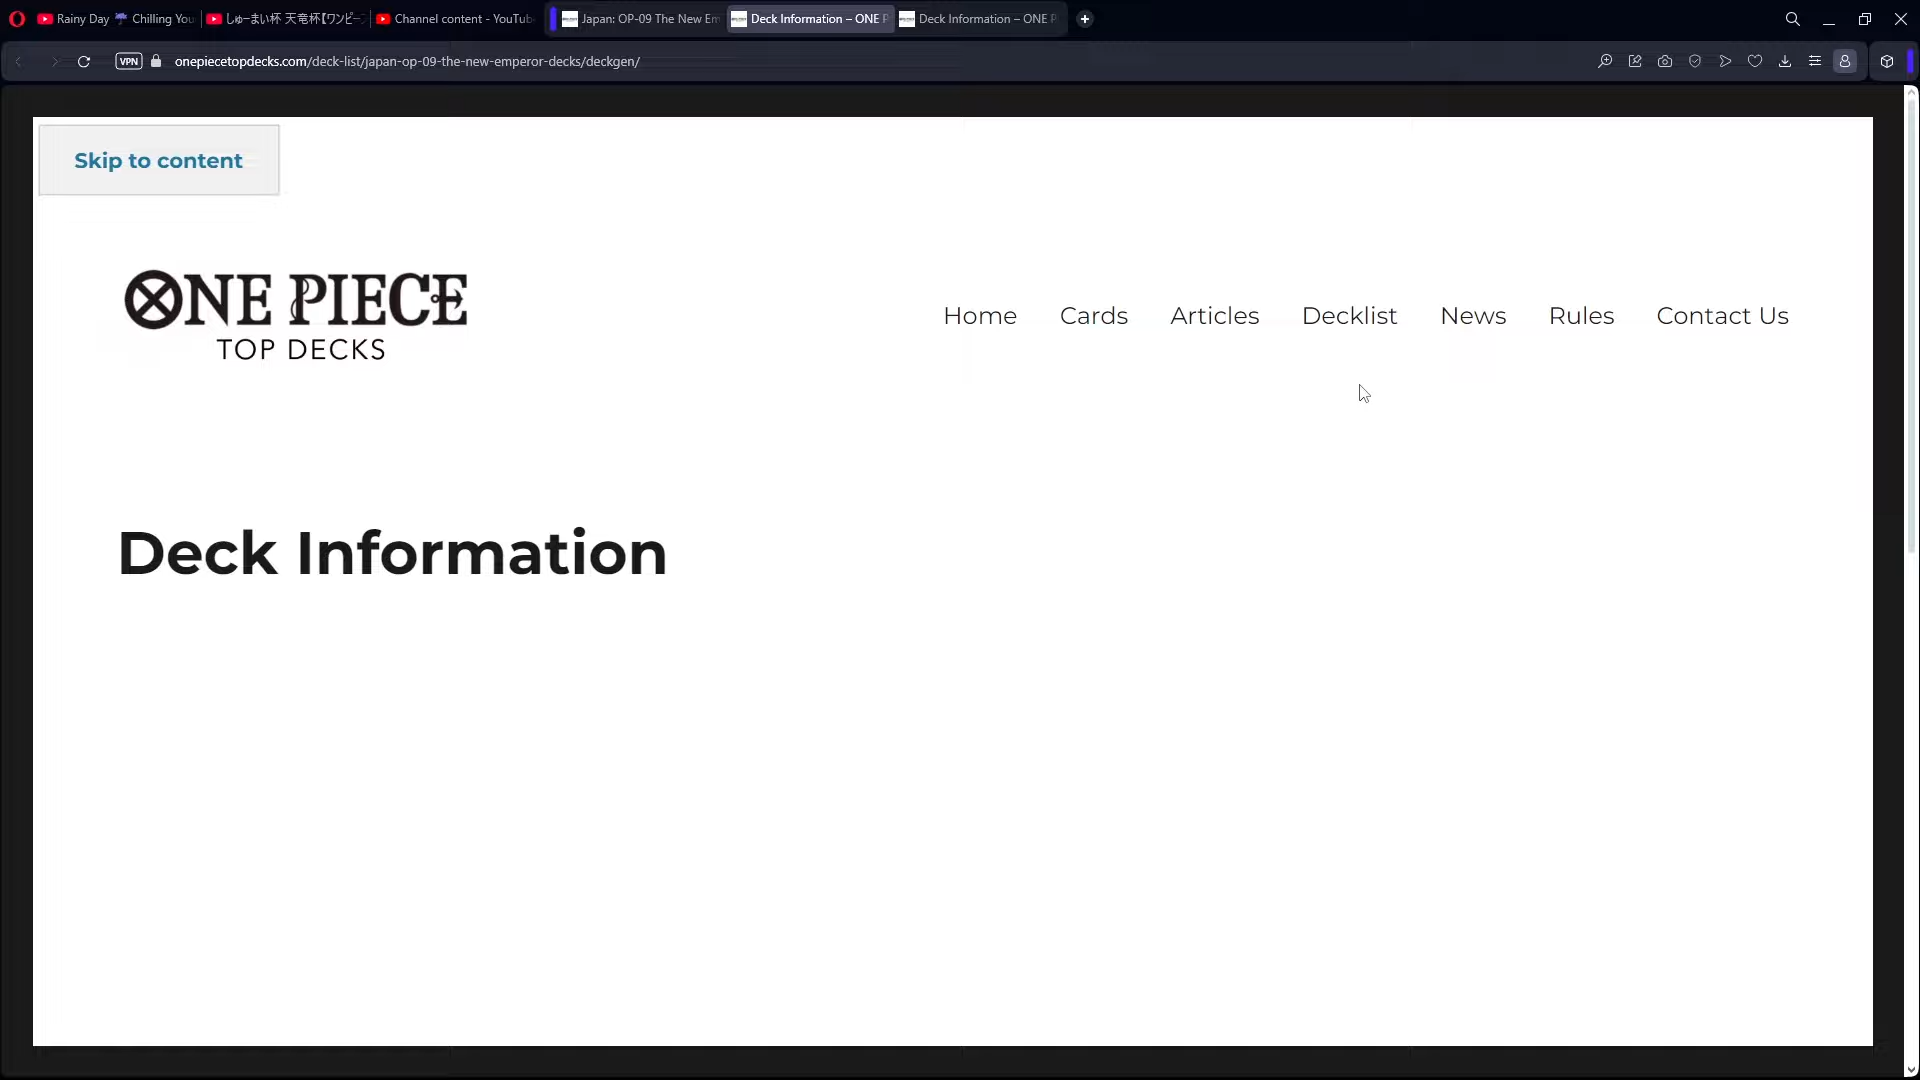 Rainy Day ☔ Chilling You
しゅーまい杯 天竜杯【ワンピー
Channel content - YouTub
Japan: OP-09 The New Em
Deck Information – ONE P
Deck Information – ONE P
VPN
onepiecetopdecks.com/deck-list/japan-op-09-the-new-emperor-decks/deckgen/
Skip to content
ONE PIECE
TOP DECKS
Home
Cards
Articles
Decklist
News
Rules
Contact Us
Deck Information